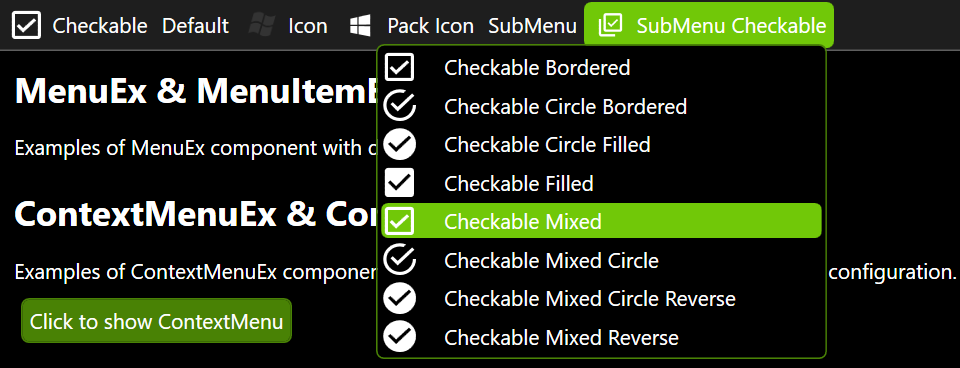 Checkable Default Icon Pack Icon SubMenu SubMenu Checkable
Checkable Bordered
Checkable Circle Bordered
Checkable Circle Filled
Checkable Filled
Checkable Mixed
Checkable Mixed Circle
Checkable Mixed Circle Reverse
Checkable Mixed Reverse
MenuEx & MenuItemE
Examples of MenuEx component with
ContextMenuEx & Co
Examples of ContextMenuEx componen configuration.
Click to show ContextMenu